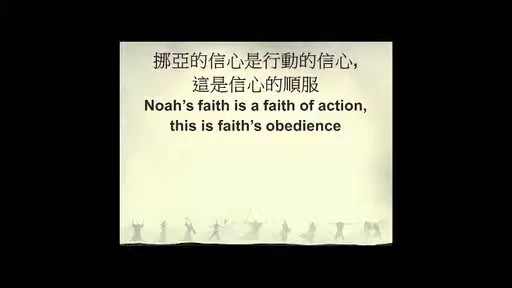 挪亞的信心是行動的信心,
這是信心的順服
Noah's faith is a faith of action,
this is faith's obedience